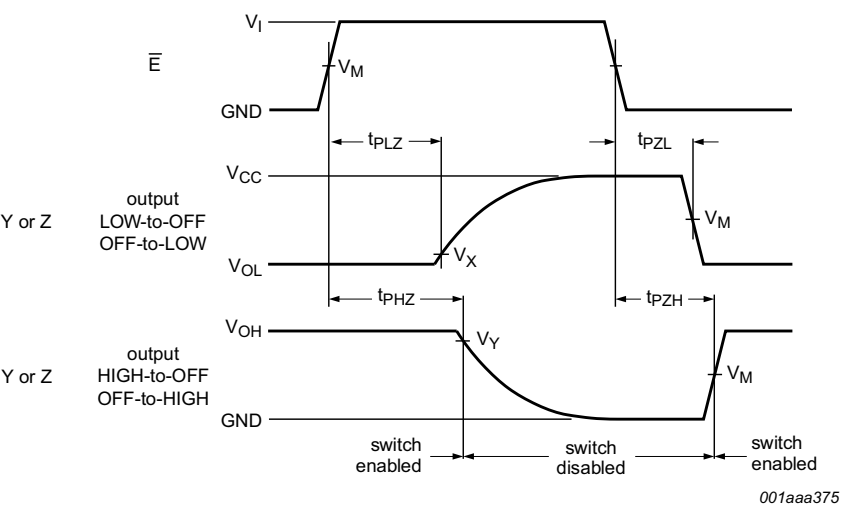 V_I
E̅
V_M
GND
t_PLZ
t_PZL
V_CC
output
LOW-to-OFF
OFF-to-LOW
Y or Z
V_M
V_OL
V_X
t_PHZ
t_PZH
V_OH
V_Y
output
HIGH-to-OFF
OFF-to-HIGH
Y or Z
V_M
GND
switch
enabled
switch
disabled
switch
enabled
001aaa375